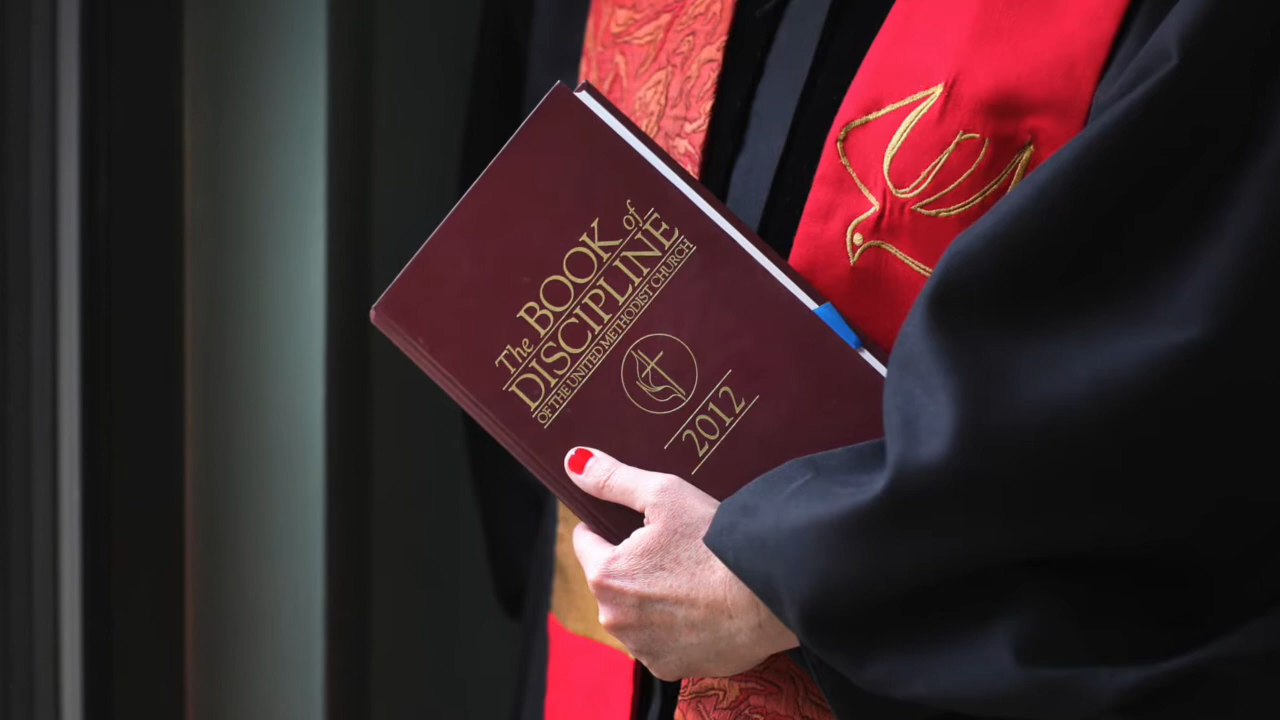 The BOOK of
DISCIPLINE
OF THE UNITED METHODIST CHURCH
2012